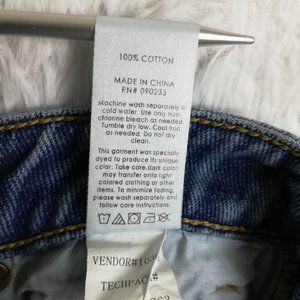 100% COTTON
MADE IN CHINA
RN# 090233
Machine wash separately in
cold water. Use only non-
chlorine bleach as needed.
Tumble dry low. Cool Iron
as needed. Do not dry
clean.
This garment was specially
dyed to produce its unique
color. Take care.dark colors
may transfer onto light
colored clothing or other
items. To minimize this,
please wash separately and
follow care instructions.
VENDOR#103
TECHPACK#